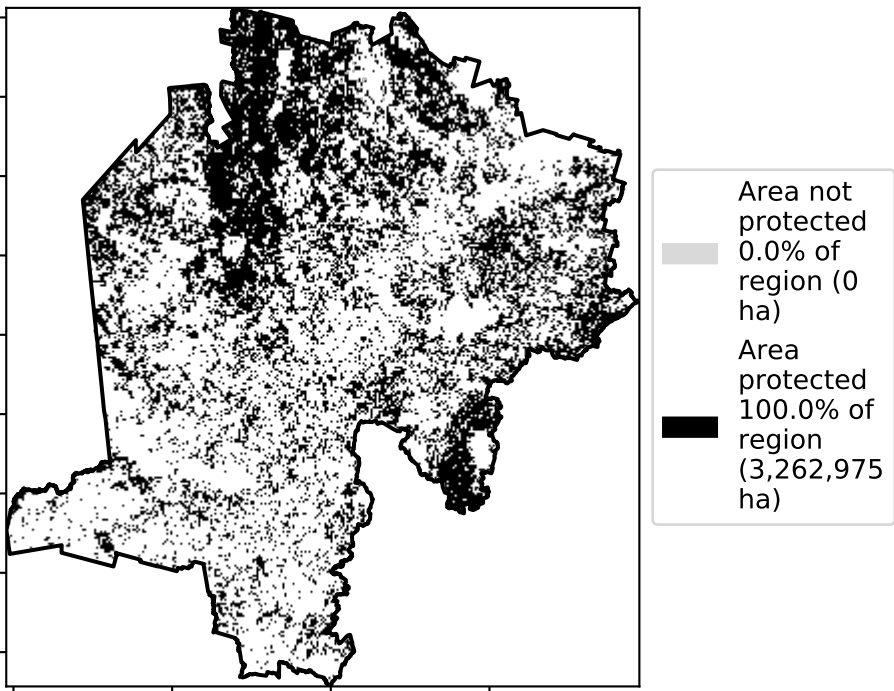 Area not
protected
0.0% of
region (0
ha)
Area
protected
100.0% of
region
(3,262,975
ha)